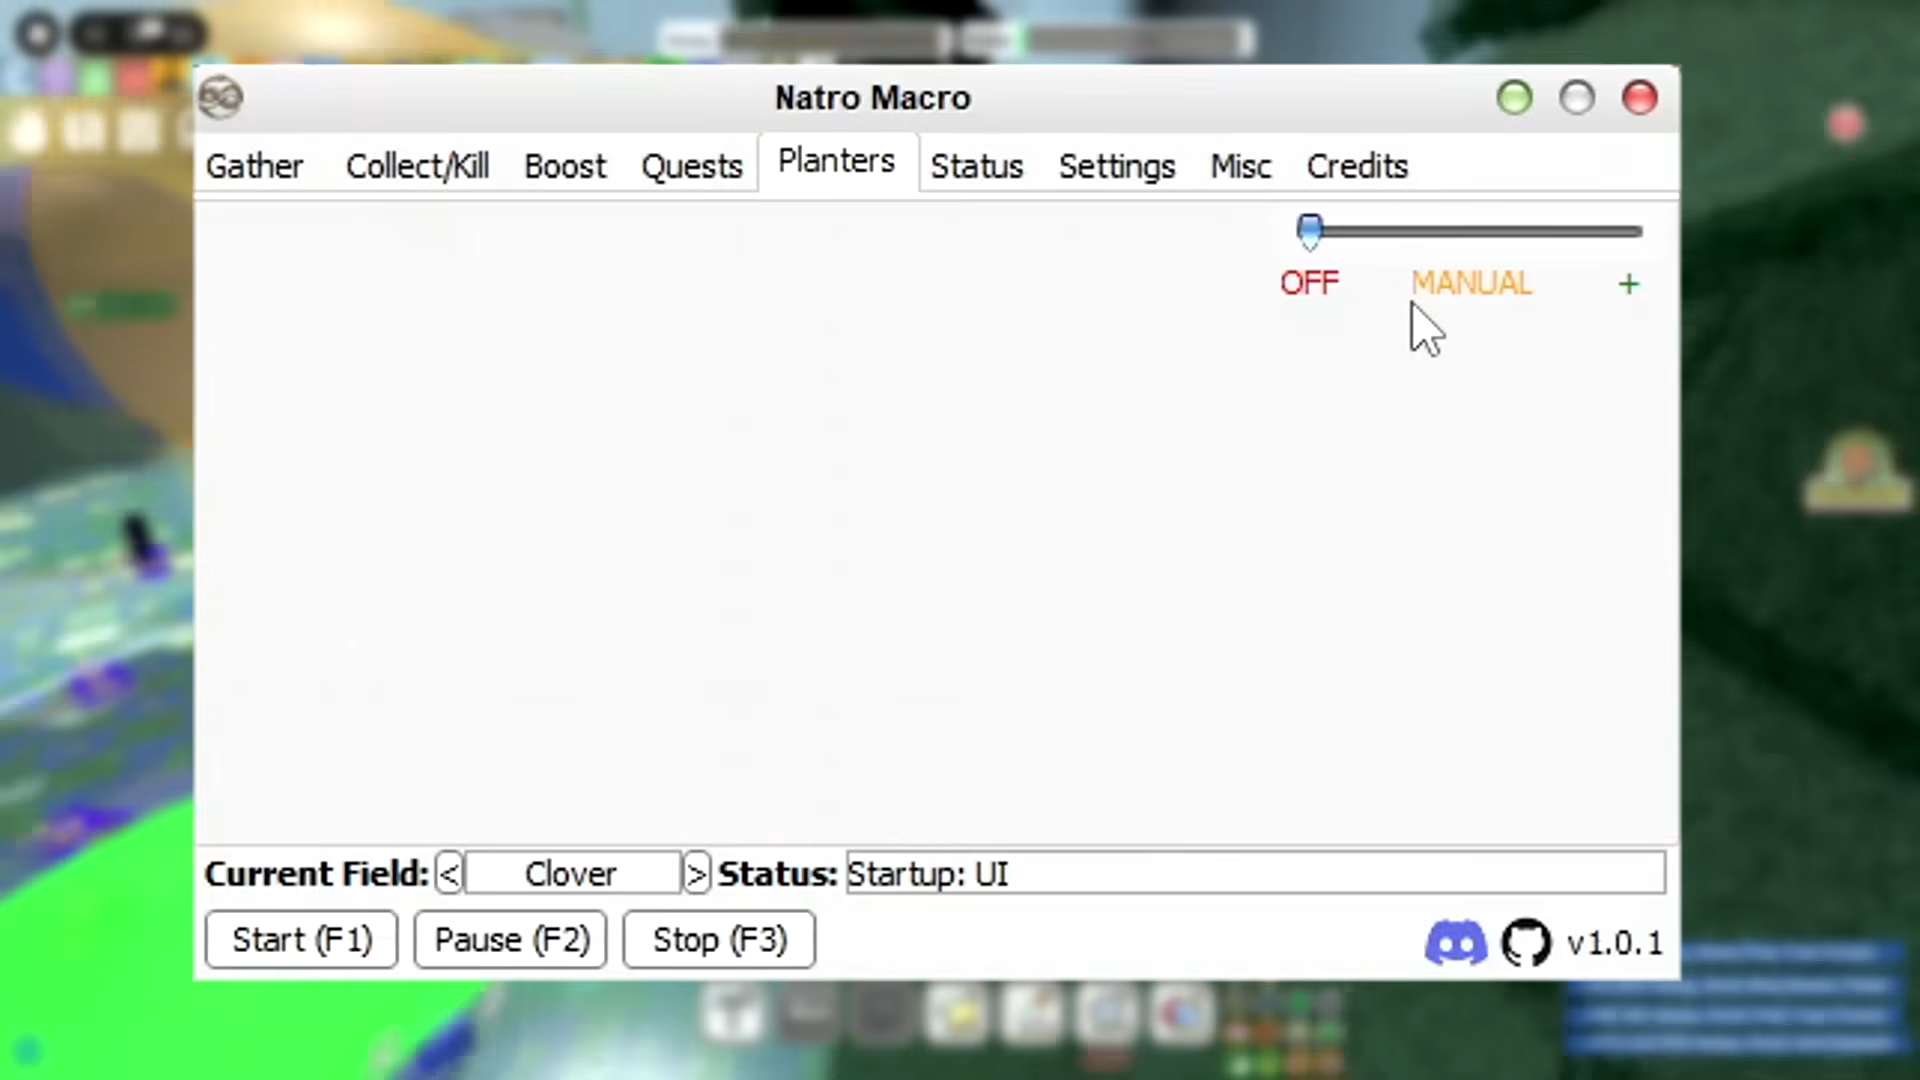 Natro Macro
Gather Collect/Kill Boost Quests Planters Status Settings Misc Credits
OFF MANUAL +
Current Field: < Clover > Status: Startup: UI
Start (F1) Pause (F2) Stop (F3) v1.0.1